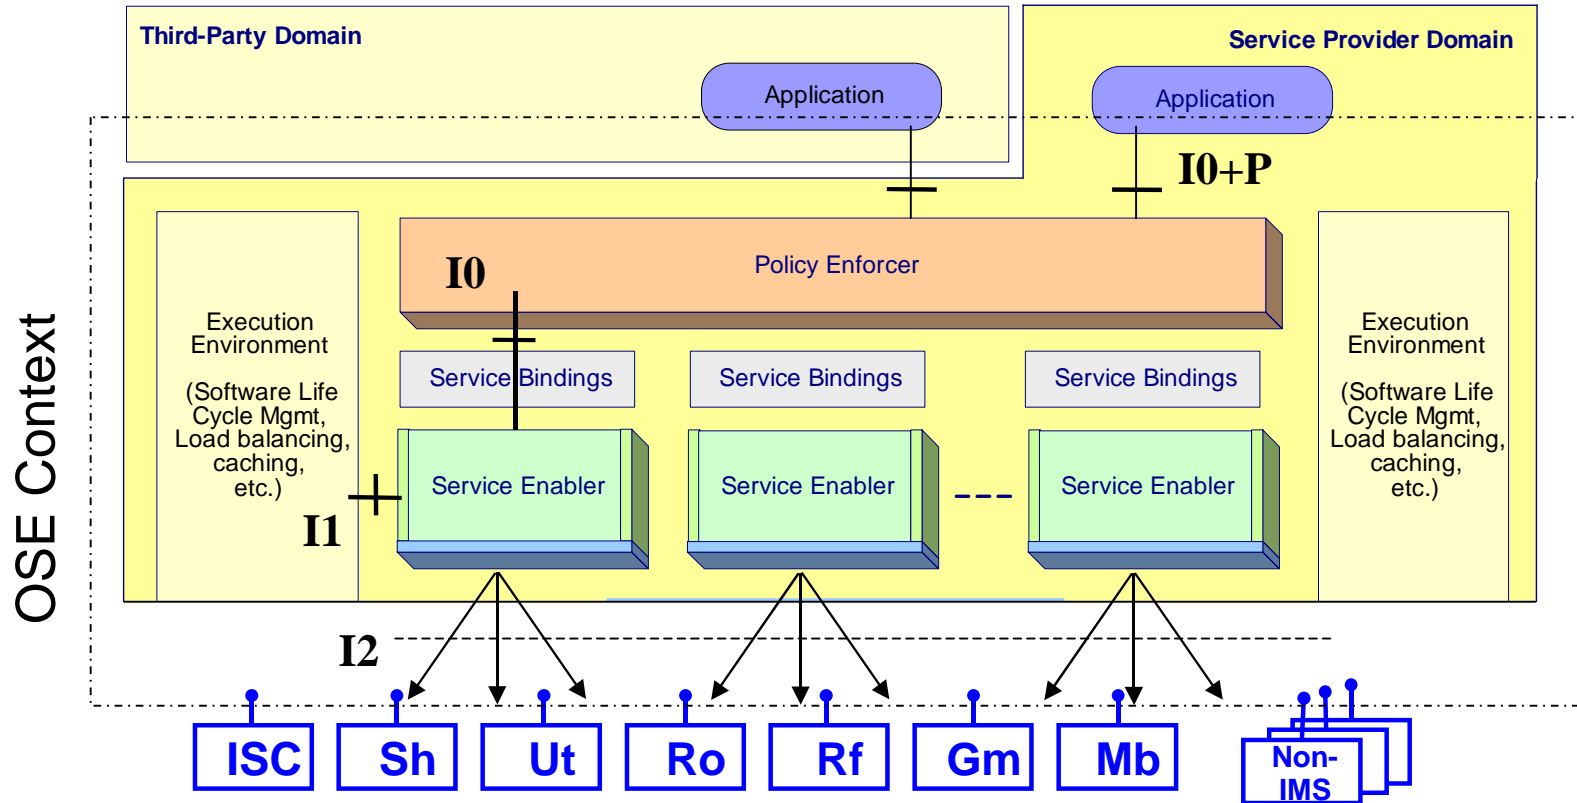 Third-Party Domain
Service Provider Domain
Application
Application
I0+P
I0
Policy Enforcer
OSE Context
Execution
Environment
(Software Life
Cycle Mgmt,
Load balancing,
caching,
etc.)
Service Bindings
Service Bindings
Service Bindings
Execution
Environment
(Software Life
Cycle Mgmt,
Load balancing,
caching,
etc.)
Service Enabler
Service Enabler
Service Enabler
I1
I2
ISC
Sh
Ut
Ro
Rf
Gm
Mb
Non-
IMS